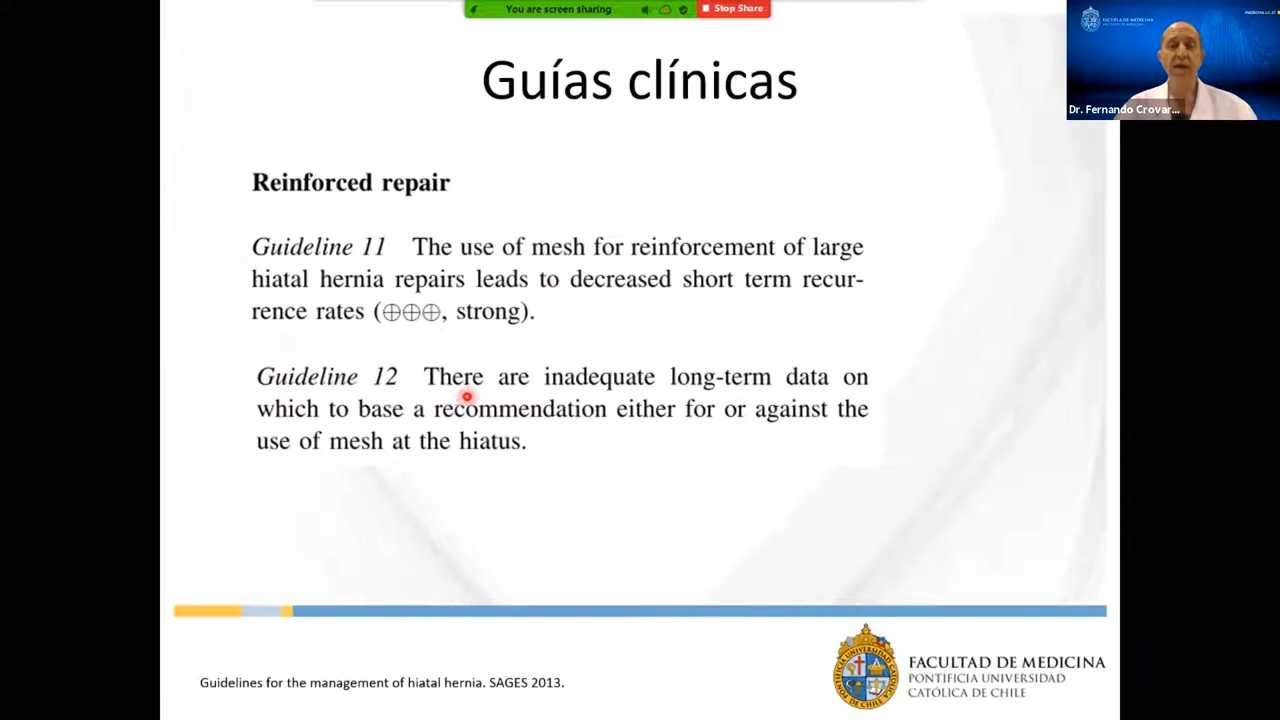 You are screen sharing
Stop Share
ESCUELA DE MEDICINA
Dr. Fernando Crovar...
Guías clínicas
Reinforced repair
Guideline 11 The use of mesh for reinforcement of large
hiatal hernia repairs leads to decreased short term recur-
rence rates (⊕⊕⊕, strong).
Guideline 12 There are inadequate long-term data on
which to base a recommendation either for or against the
use of mesh at the hiatus.
Guidelines for the management of hiatal hernia. SAGES 2013.
FACULTAD DE MEDICINA
PONTIFICIA UNIVERSIDAD
CATÓLICA DE CHILE